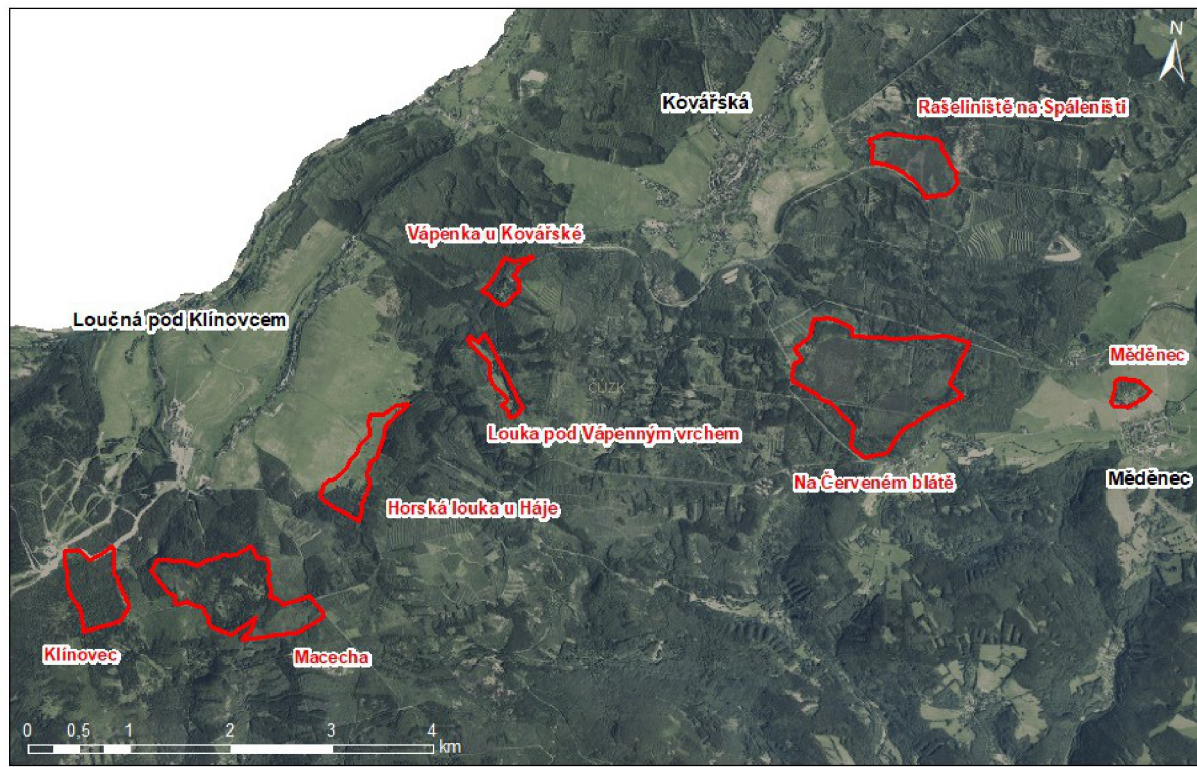 N
Kovářská
Rašeliniště na Spáleništi
Vápenka u Kovářské
Loučná pod Klínovcem
Měděnec
ČÚZK
Louka pod Vápenným vrchem
Na Červeném blátě
Měděnec
Horská louka u Háje
Klínovec
Macecha
0 0,5 1 2 3 4
km